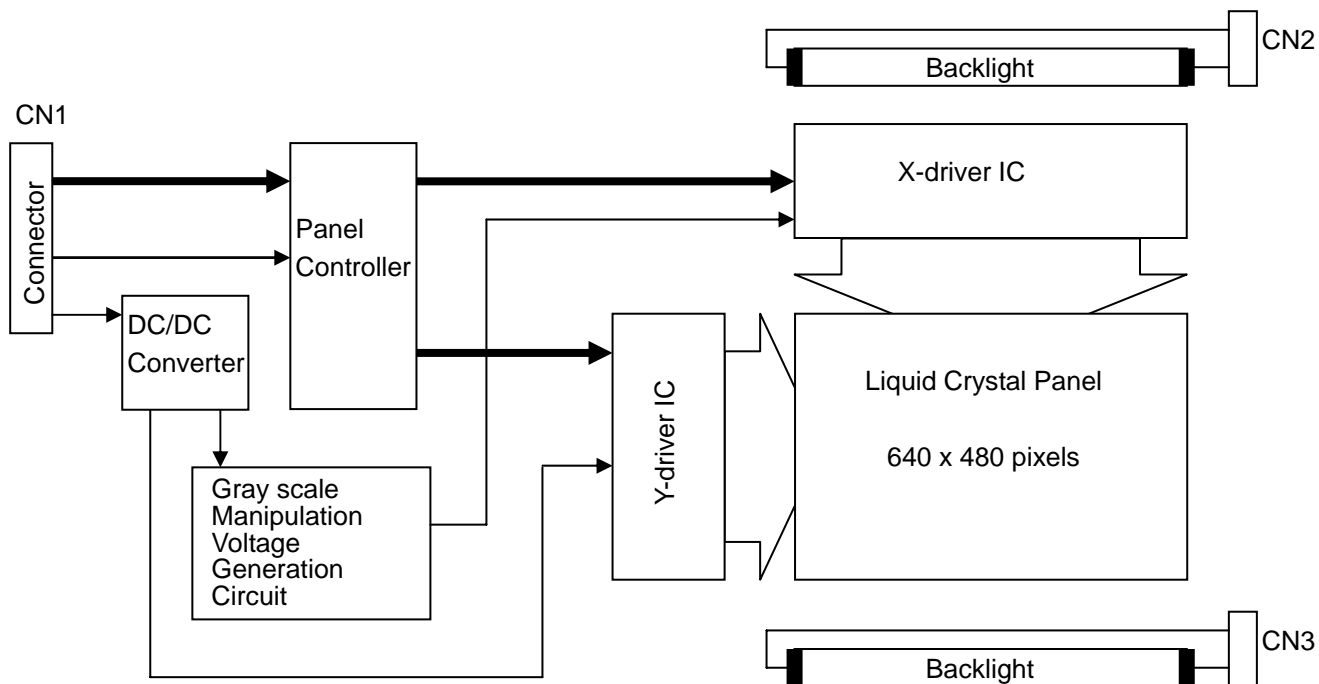 CN2
Backlight
CN1
Connector
X-driver IC
Panel
Controller
DC/DC
Converter
Y-driver IC
Liquid Crystal Panel
640 x 480 pixels
Gray scale
Manipulation
Voltage
Generation
Circuit
CN3
Backlight